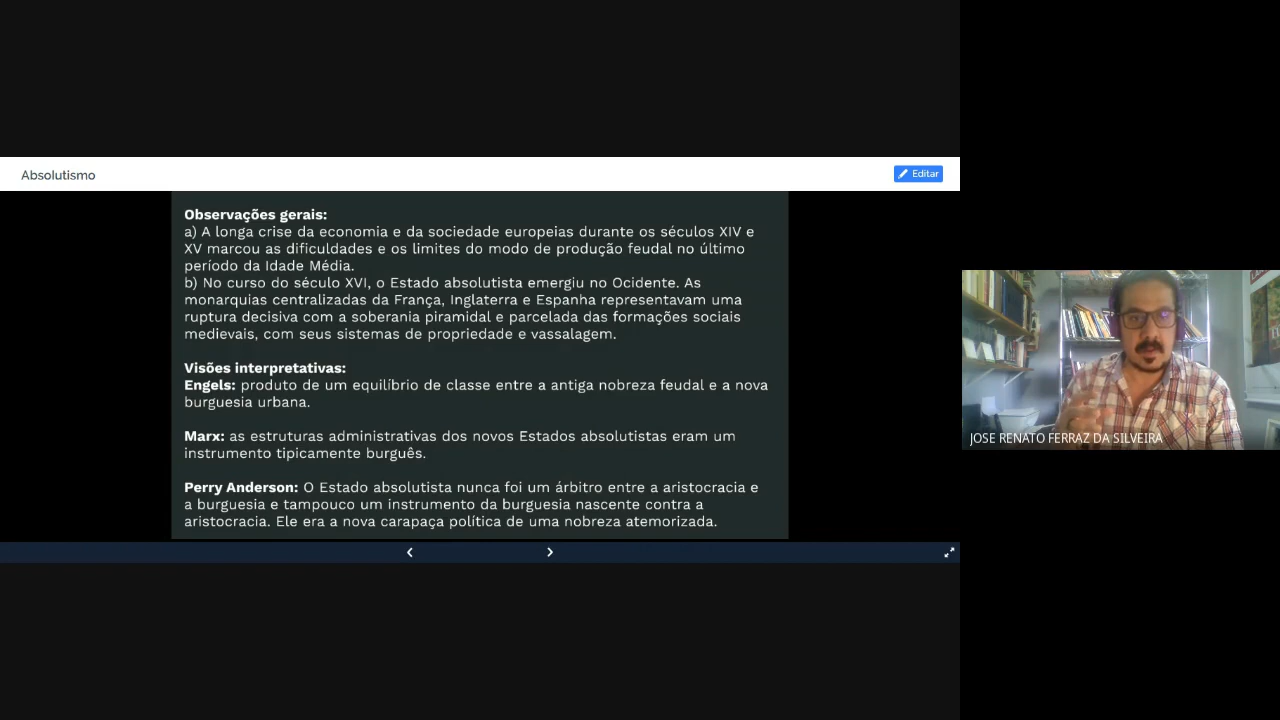 Absolutismo
Editar
Observações gerais:
a) A longa crise da economia e da sociedade europeias durante os séculos XIV e
XV marcou as dificuldades e os limites do modo de produção feudal no último
período da Idade Média.
b) No curso do século XVI, o Estado absolutista emergiu no Ocidente. As
monarquias centralizadas da França, Inglaterra e Espanha representavam uma
ruptura decisiva com a soberania piramidal e parcelada das formações sociais
medievais, com seus sistemas de propriedade e vassalagem.
Visões interpretativas:
Engels: produto de um equilíbrio de classe entre a antiga nobreza feudal e a nova
burguesia urbana.
Marx: as estruturas administrativas dos novos Estados absolutistas eram um
instrumento tipicamente burguês.
Perry Anderson: O Estado absolutista nunca foi um árbitro entre a aristocracia e
a burguesia e tampouco um instrumento da burguesia nascente contra a
aristocracia. Ele era a nova carapaça política de uma nobreza atemorizada.
JOSE RENATO FERRAZ DA SILVEIRA